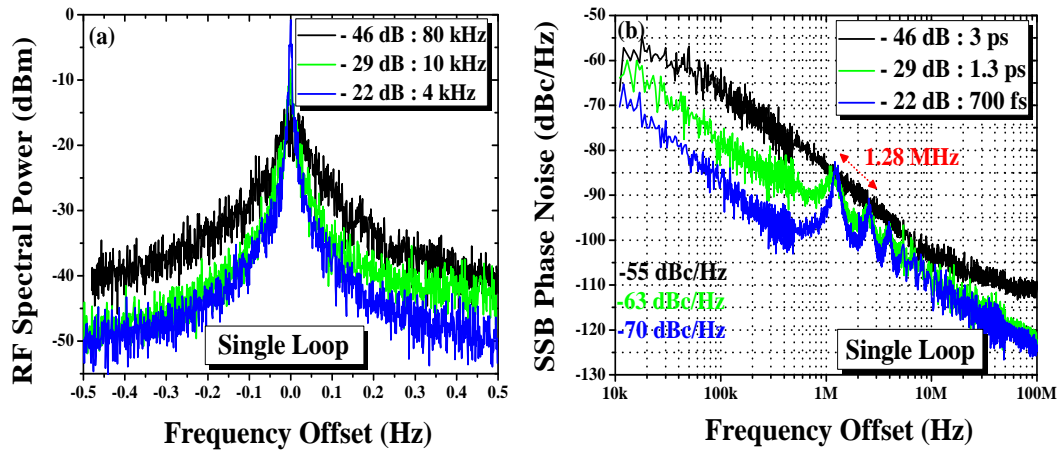 (a)
- 46 dB : 80 kHz
- 29 dB : 10 kHz
- 22 dB : 4 kHz
RF Spectral Power (dBm)
0
-10
-20
-30
-40
-50
Single Loop
-0.5 -0.4 -0.3 -0.2 -0.1 0.0 0.1 0.2 0.3 0.4 0.5
Frequency Offset (Hz)
(b)
- 46 dB : 3 ps
- 29 dB : 1.3 ps
- 22 dB : 700 fs
1.28 MHz
SSB Phase Noise (dBc/Hz)
-50
-60
-70
-80
-90
-100
-110
-120
-130
-55 dBc/Hz
-63 dBc/Hz
-70 dBc/Hz
Single Loop
10k 100k 1M 10M 100M
Frequency Offset (Hz)